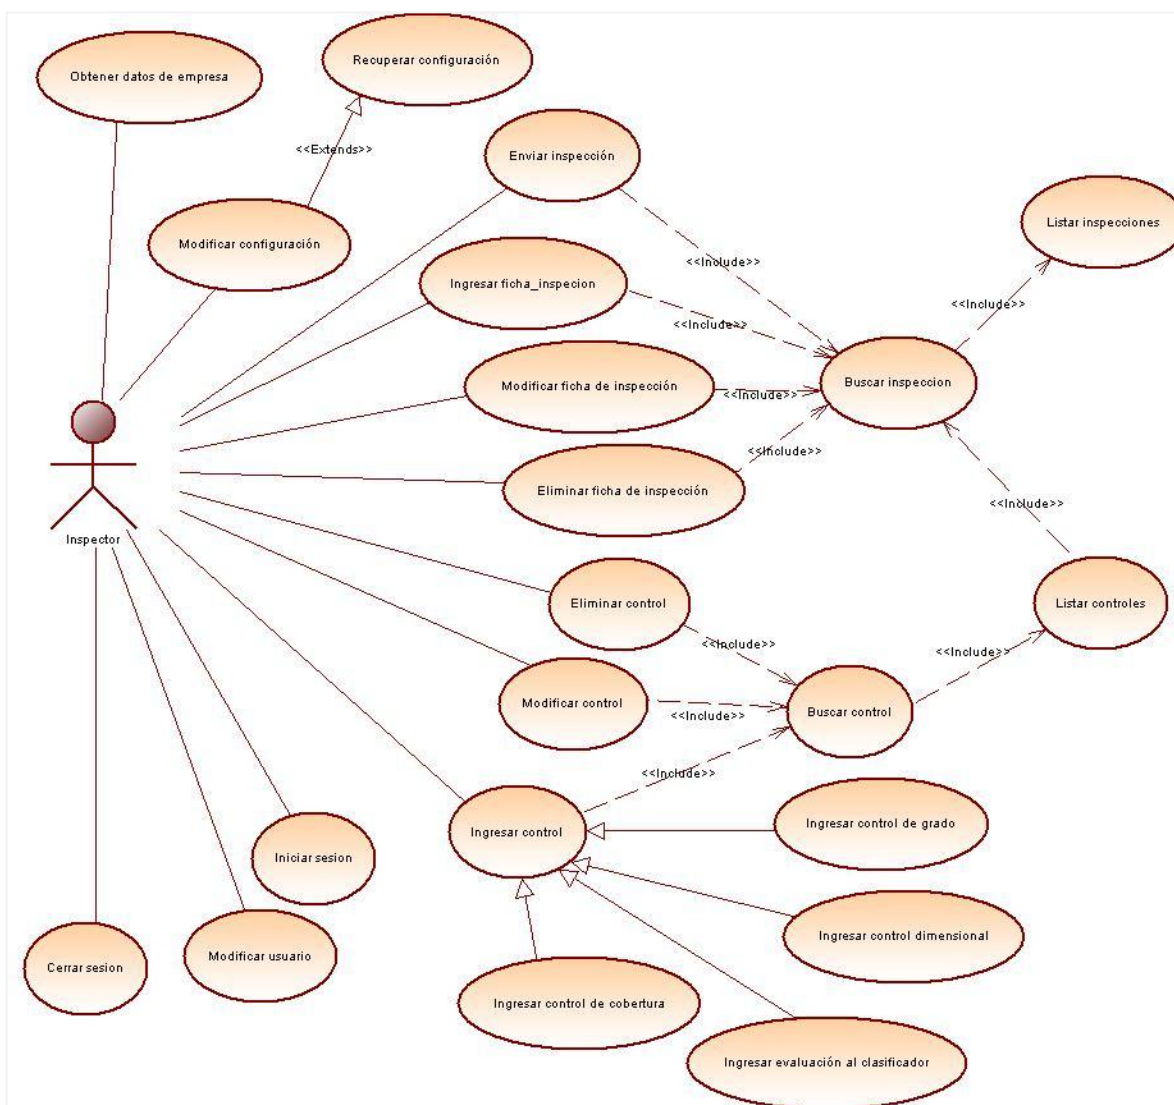 Recuperar configuración
Obtener datos de empresa
<<Extends>>
Enviar inspección
Listar inspecciones
Modificar configuración
<<Include>>
Ingresar ficha_inspecion
<<Include>>
<<Include>>
Modificar ficha de inspección
Buscar inspeccion
<<Include>>
<<Include>>
Eliminar ficha de inspección
<<Include>>
Inspector
Eliminar control
Listar controles
<<Include>>
<<Include>>
Modificar control
Buscar control
<<Include>>
<<Include>>
Ingresar control de grado
Ingresar control
Iniciar sesion
Ingresar control dimensional
Modificar usuario
Cerrar sesion
Ingresar control de cobertura
Ingresar evaluación al clasificador